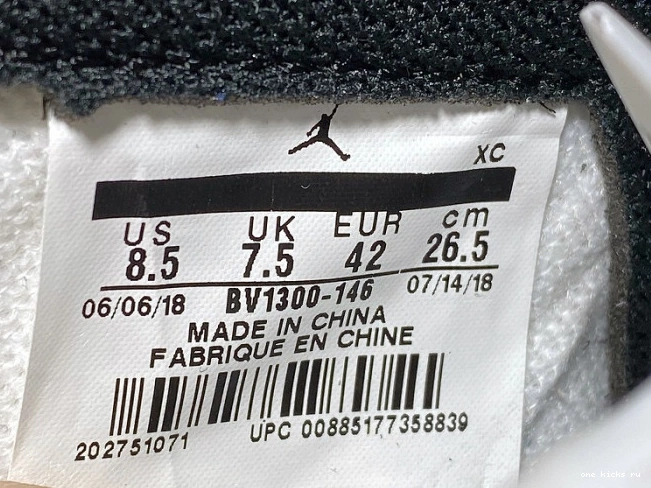 XC
US UK EUR cm
8.5 7.5 42 26.5
06/06/18 BV1300-146 07/14/18
MADE IN CHINA
FABRIQUE EN CHINE
202751071 UPC 00885177358839